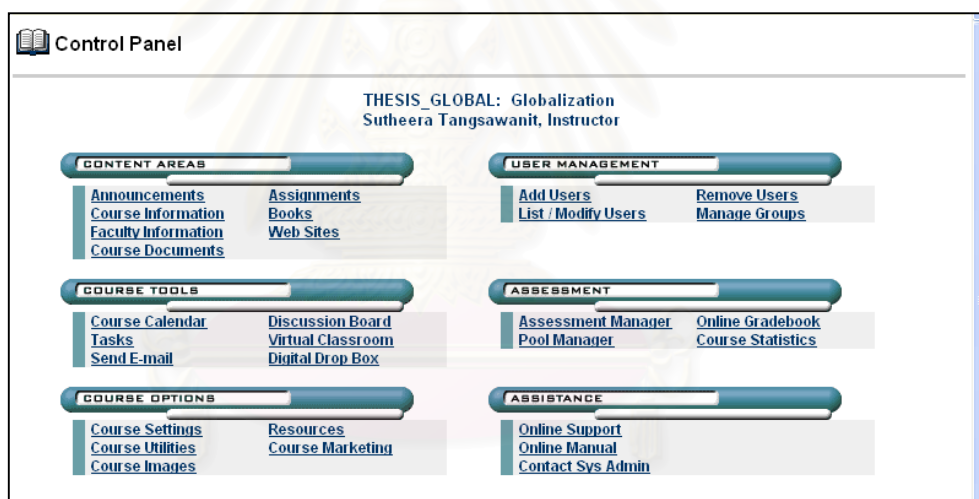 Control Panel
THESIS_GLOBAL: Globalization
Sutheera Tangsawanit, Instructor
CONTENT AREAS
Announcements Assignments
Course Information Books
Faculty Information Web Sites
Course Documents
USER MANAGEMENT
Add Users Remove Users
List / Modify Users Manage Groups
COURSE TOOLS
Course Calendar Discussion Board
Tasks Virtual Classroom
Send E-mail Digital Drop Box
ASSESSMENT
Assessment Manager Online Gradebook
Pool Manager Course Statistics
COURSE OPTIONS
Course Settings Resources
Course Utilities Course Marketing
Course Images
ASSISTANCE
Online Support
Online Manual
Contact Sys Admin